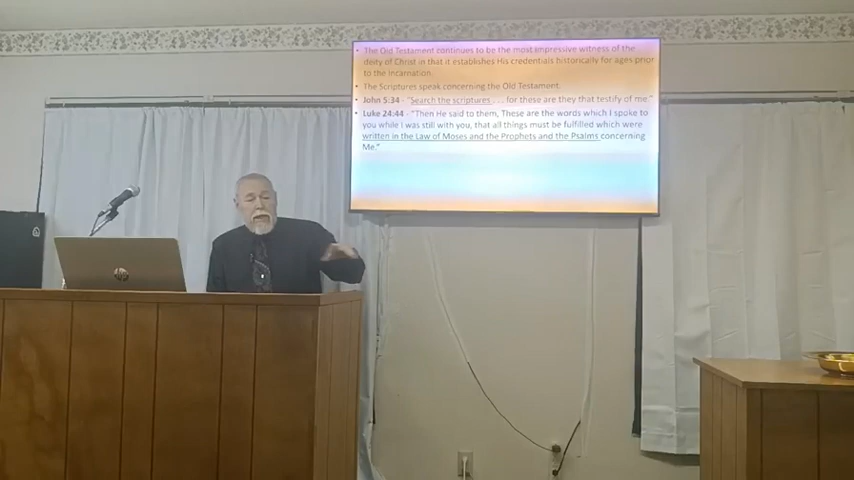 • The Old Testament continues to be the most impressive witness of the
deity of Christ in that it establishes His credentials historically for ages prior
to the Incarnation.
• The Scriptures speak concerning the Old Testament.
• John 5:34 - "Search the scriptures . . . for these are they that testify of me."
• Luke 24:44 - "Then He said to them, These are the words which I spoke to
you while I was still with you, that all things must be fulfilled which were
written in the Law of Moses and the Prophets and the Psalms concerning
Me."
hp